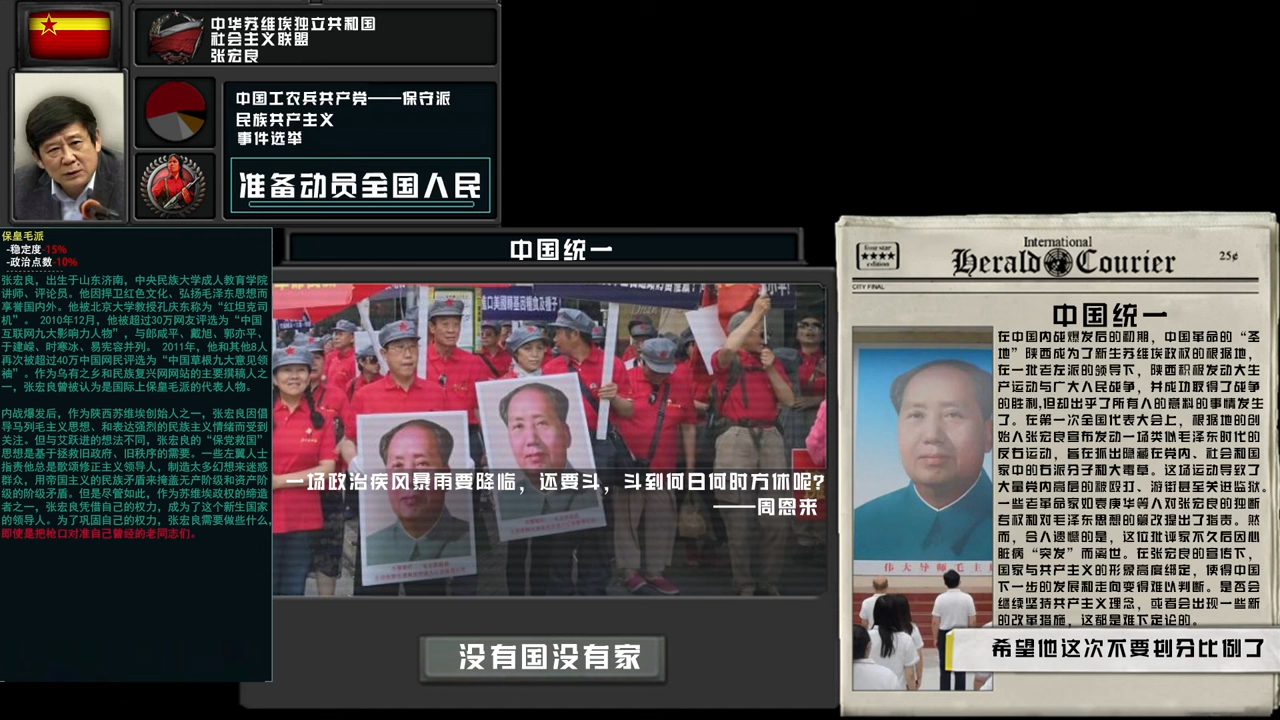 中华苏维埃独立共和国
社会主义联盟
张宏良
中国工农兵共产党——保守派
民族共产主义
事件选举
准备动员全国人民
保皇毛派
-稳定度-15%
-政治点数-10%
张宏良，出生于山东济南，中央民族大学成人教育学院
讲师、评论员。他因捍卫红色文化，弘扬毛泽东思想而
享誉国内外。他被北京大学教授孔庆东称为“红坦克司
机”。 2010年12月，他被超过30万网友评选为“中国
互联网九大影响力人物”，与郎咸平、戴旭、郭亦平、
于建嵘、时寒冰、易宪容并列。 2011年，他和其他8人
再次被超过40万中国网民评选为“中国草根九大意见领
袖”。作为乌有之乡和民族复兴网网站的主要撰稿人之
一，张宏良曾被认为是国际上保皇毛派的代表人物。
内战爆发后，作为陕西苏维埃创始人之一，张宏良因倡
导马列毛主义思想、和表达强烈的民族主义情绪而受到
关注。但与艾跃进的想法不同，张宏良的“保党救国”
思想是基于拯救旧政府、旧秩序的需要。一些左翼人士
指责他总是歌颂修正主义领导人，制造太多幻想来迷惑
群众，用帝国主义的民族矛盾来掩盖无产阶级和资产阶
级的阶级矛盾。但是尽管如此，作为苏维埃政权的缔造
者之一，张宏良凭借自己的权力，成为了这个新生国家
的领导人。为了巩固自己的权力，张宏良需要做些什么，
即使是把枪口对准自己曾经的老同志们。
中国统一
一场政治疾风暴雨要降临，还要斗，斗到何日何时方休呢？
——周恩来
没有国没有家
four star
★★★★
edition
International
Herald Courier
25¢
CITY FINAL
中国统一
在中国内战爆发后的初期，中国革命的“圣
地”陕西成为了新生苏维埃政权的根据地，
在一批老左派的领导下，陕西积极发动大生
产运动与广大人民战争，并成功取得了战争
的胜利,但却出乎了所有人的意料的事情发生
了。在第一次全国代表大会上，根据地的创
始人张宏良宣布发动一场类似毛泽东时代的
反右运动，旨在抓出隐藏在党内、社会和国
家中的右派分子和大毒草。这场运动导致了
大量党内高层的被殴打、游街甚至关进监狱。
一些老革命家如袁庚华等人对张宏良的独断
专权和对毛泽东思想的篡改提出了指责。然
而，令人遗憾的是，这位批评家不久后因心
脏病“突发”而离世。在张宏良的宣传下，
国家与共产主义的形象高度绑定，使得中国
下一步的发展和走向变得难以判断。是否会
继续坚持共产主义理念，或者会出现一些新
的改革措施，这都是难下定论的。
伟大导师毛主
希望他这次不要划分比例了